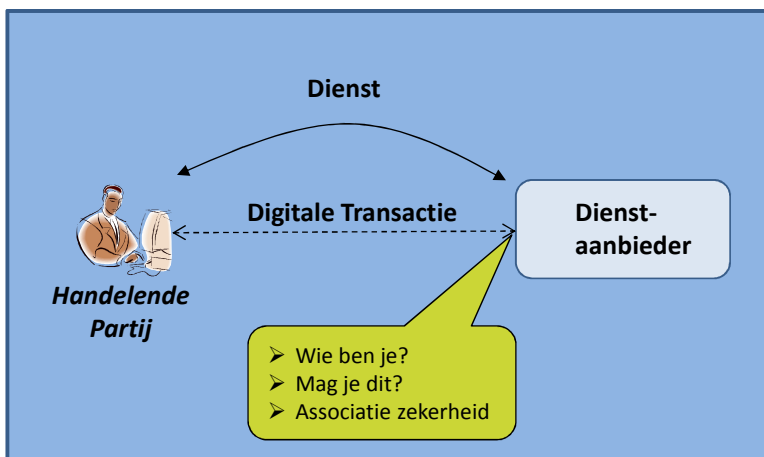 Dienst
Digitale Transactie
Handelende
Partij
Dienst-
aanbieder
➢ Wie ben je?
➢ Mag je dit?
➢ Associatie zekerheid